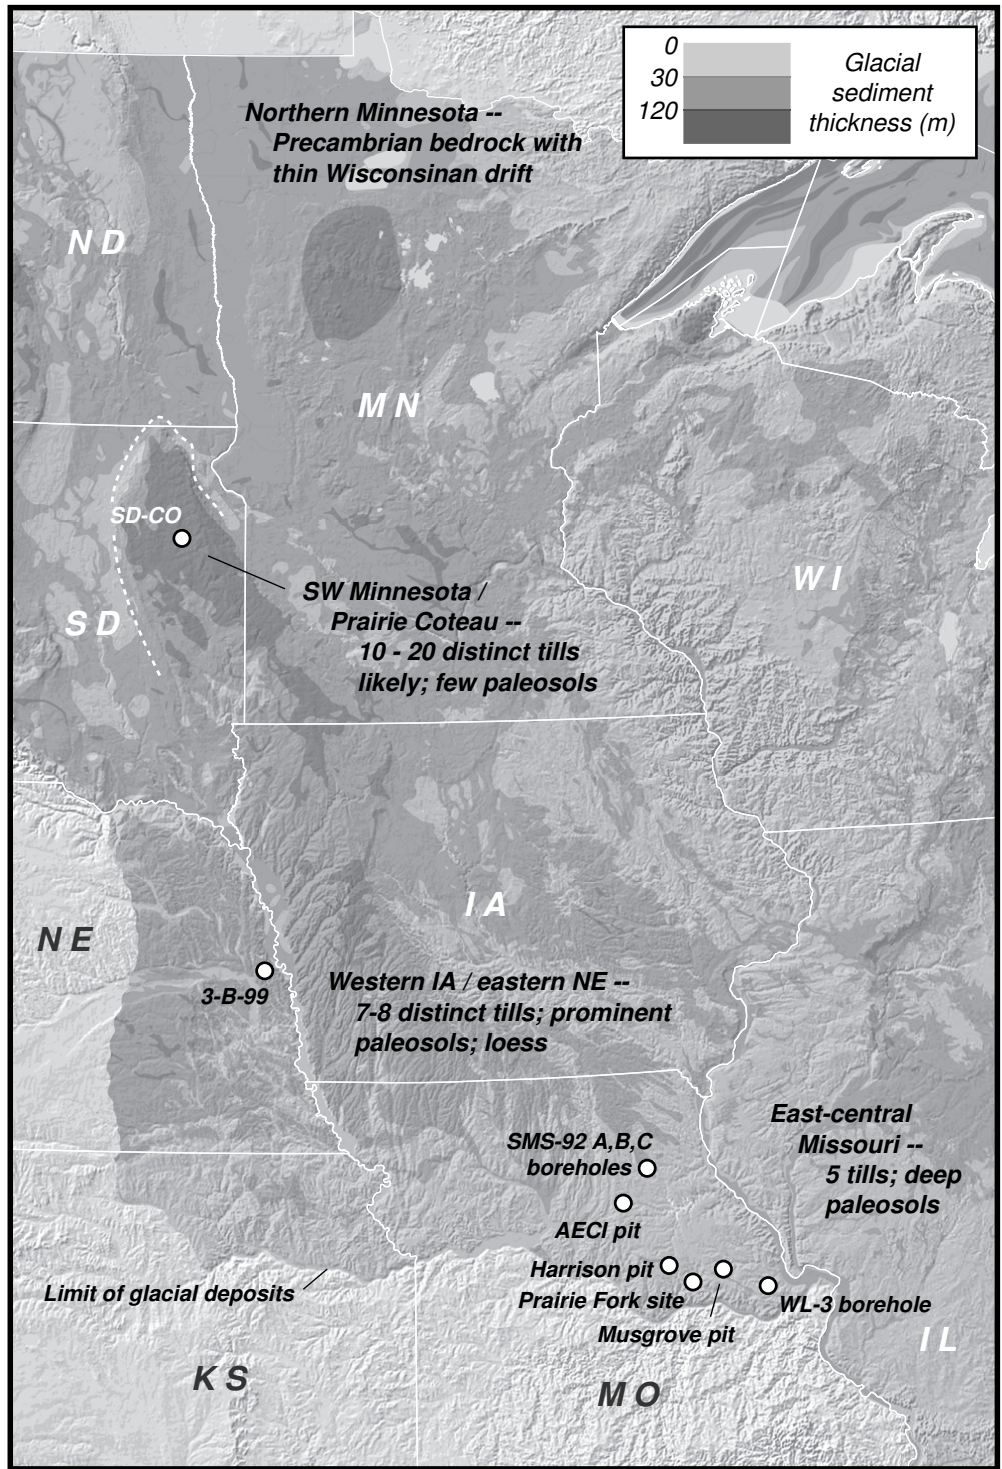 0
30
120
Glacial
sediment
thickness (m)
Northern Minnesota --
Precambrian bedrock with
thin Wisconsinan drift
N D
M N
SD-CO
W I
SW Minnesota /
Prairie Coteau --
10 - 20 distinct tills
likely; few paleosols
S D
I A
N E
3-B-99
Western IA / eastern NE --
7-8 distinct tills; prominent
paleosols; loess
East-central
Missouri --
5 tills; deep
paleosols
SMS-92 A,B,C
boreholes
AECI pit
Harrison pit
Prairie Fork site
Musgrove pit
WL-3 borehole
Limit of glacial deposits
I L
K S
M O